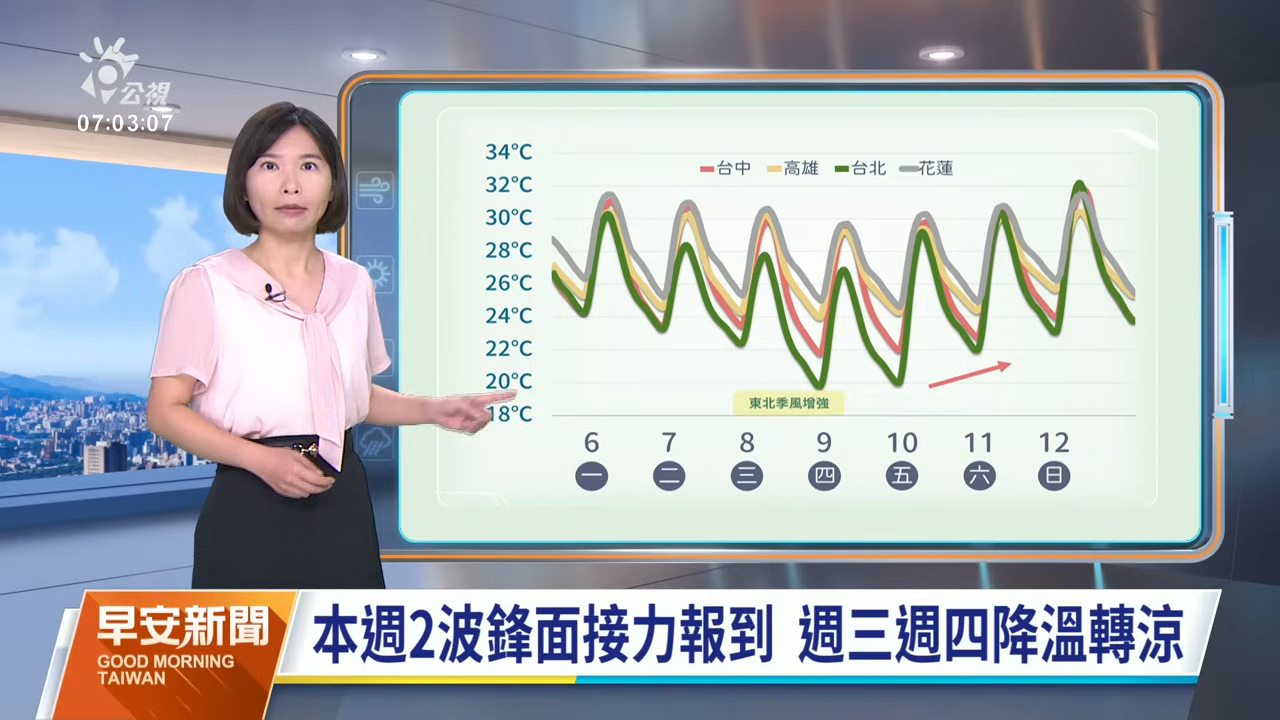 公視
07:03:07
台中 高雄 台北 花蓮
34°C
32°C
30°C
28°C
26°C
24°C
22°C
20°C
18°C
東北季風增強
6 7 8 9 10 11 12
一 二 三 四 五 六 日
早安新聞
GOOD MORNING
TAIWAN
本週2波鋒面接力報到 週三週四降溫轉涼